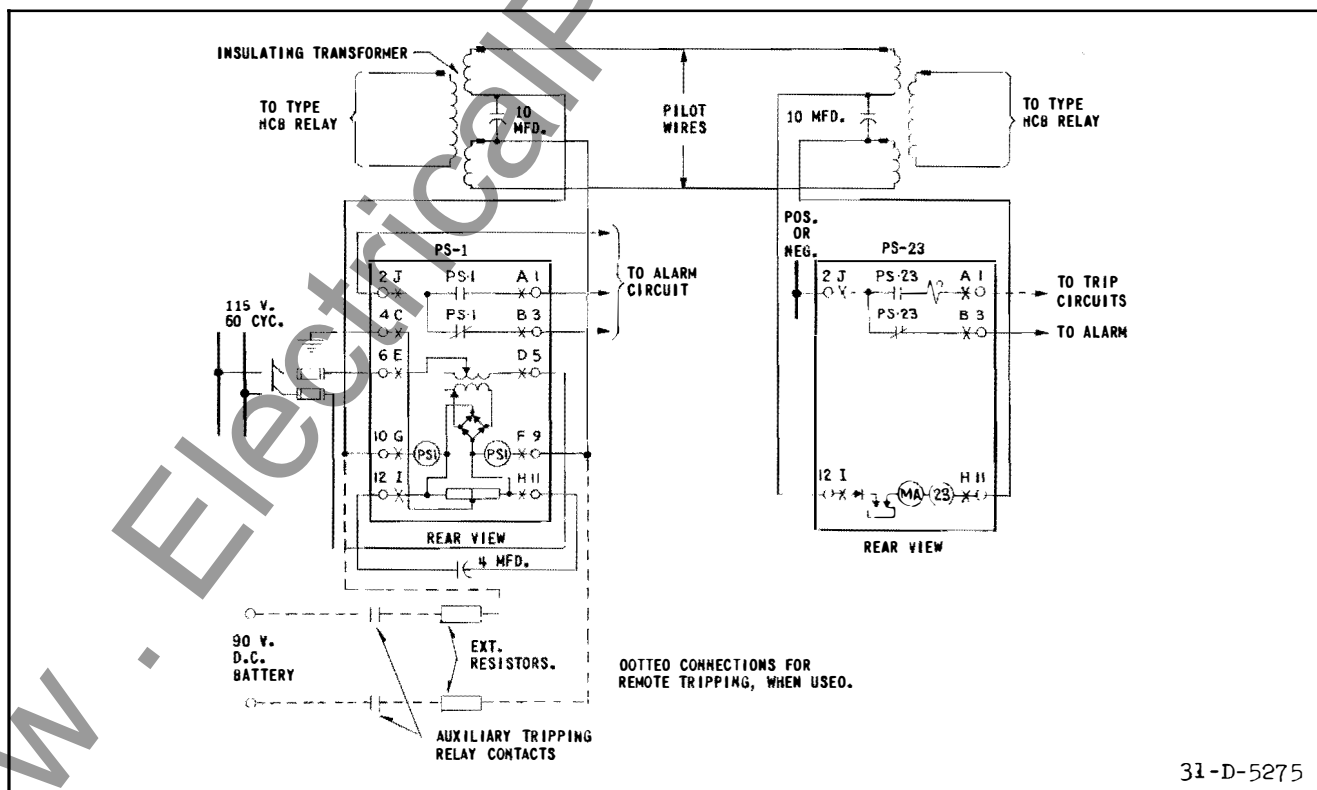 INSULATING TRANSFORMER
TO TYPE
HCB RELAY
10
MFD.
PILOT
WIRES
10 MFD.
TO TYPE
HCB RELAY
POS.
OR
NEG.
PS-1
PS-23
2 J PS-1 A 1
TO ALARM
CIRCUIT
2 J PS-23 A 1
TO TRIP
CIRCUITS
115 V.
60 CYC.
4 C PS-1 B 3
PS-23 B 3
TO ALARM
6 E D 5
10 G PS1 PS1 F 9
12 I H 11
12 I MA 23 H 11
REAR VIEW
REAR VIEW
4 MFD.
90 V.
D.C.
BATTERY
EXT.
RESISTORS.
DOTTED CONNECTIONS FOR
REMOTE TRIPPING, WHEN USED.
AUXILIARY TRIPPING
RELAY CONTACTS
31-D-5275
w . ElectricalP